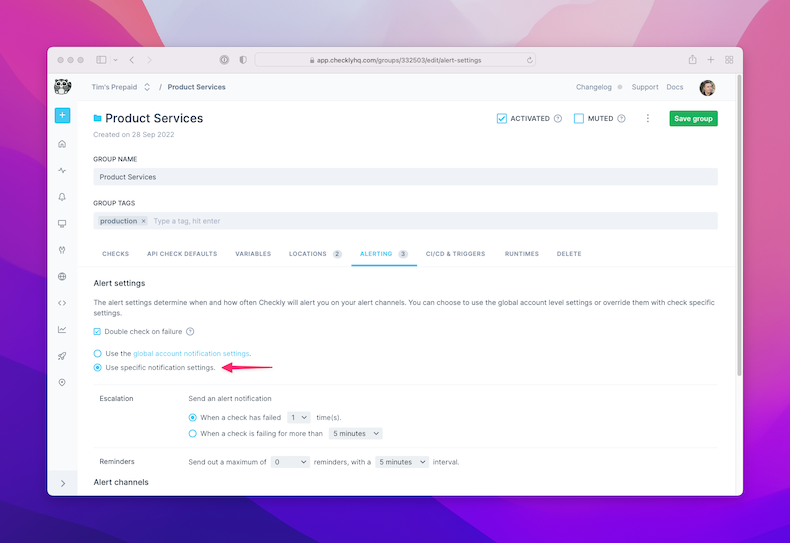 app.checklyhq.com/groups/332503/edit/alert-settings
Tim's Prepaid / Product Services Changelog Support Docs
Product Services ACTIVATED ? MUTED ? Save group
Created on 28 Sep 2022
GROUP NAME
Product Services
GROUP TAGS
production × Type a tag, hit enter
CHECKS API CHECK DEFAULTS VARIABLES LOCATIONS 2 ALERTING 3 CI/CD & TRIGGERS RUNTIMES DELETE
Alert settings
The alert settings determine when and how often Checkly will alert you on your alert channels. You can choose to use the global account level settings or override them with check specific
settings.
Double check on failure ?
Use the global account notification settings.
Use specific notification settings.
Escalation Send an alert notification
When a check has failed 1 time(s).
When a check is failing for more than 5 minutes
Reminders Send out a maximum of 0 reminders, with a 5 minutes interval.
Alert channels